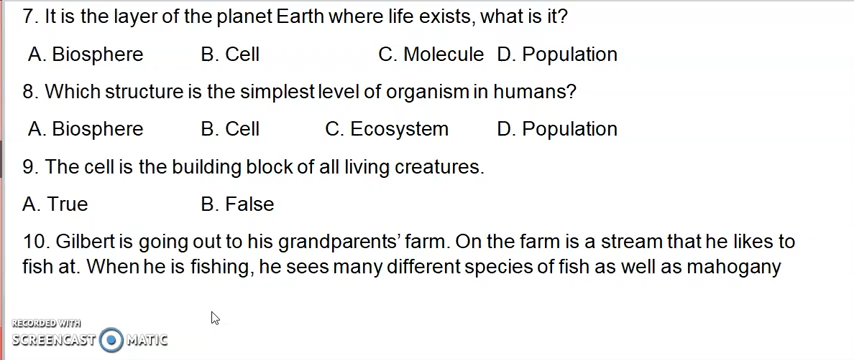 7. It is the layer of the planet Earth where life exists, what is it?
A. Biosphere B. Cell C. Molecule D. Population
8. Which structure is the simplest level of organism in humans?
A. Biosphere B. Cell C. Ecosystem D. Population
9. The cell is the building block of all living creatures.
A. True B. False
10. Gilbert is going out to his grandparents' farm. On the farm is a stream that he likes to
fish at. When he is fishing, he sees many different species of fish as well as mahogany
RECORDED WITH
SCREENCAST MATIC